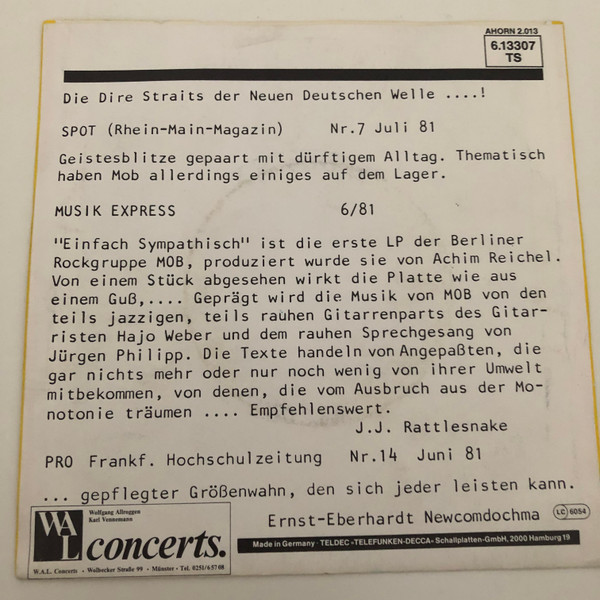 AHORN 2.013
6.13307
TS
Die Dire Straits der Neuen Deutschen Welle ....!
SPOT (Rhein-Main-Magazin) Nr.7 Juli 81
Geistesblitze gepaart mit dürftigem Alltag. Thematisch
haben Mob allerdings einiges auf dem Lager.
MUSIK EXPRESS 6/81
"Einfach Sympathisch" ist die erste LP der Berliner
Rockgruppe MOB, produziert wurde sie von Achim Reichel.
Von einem Stück abgesehen wirkt die Platte wie aus
einem Guß,.... Geprägt wird die Musik von MOB von den
teils jazzigen, teils rauhen Gitarrenparts des Gitar-
risten Hajo Weber und dem rauhen Sprechgesang von
Jürgen Philipp. Die Texte handeln von Angepaßten, die
gar nichts mehr oder nur noch wenig von ihrer Umwelt
mitbekommen, von denen, die vom Ausbruch aus der Mo-
notonie träumen .... Empfehlenswert.
J.J. Rattlesnake
PRO Frankf. Hochschulzeitung Nr.14 Juni 81
... gepflegter Größenwahn, den sich jeder leisten kann.
Ernst-Eberhardt Newcomdochma
LC 6054
Wolfgang Allroggen
Karl Vennemann
WAL concerts.
W.A.L. Concerts · Wolbecker Straße 99 · Münster · Tel. 0251/65708
Made in Germany · TELDEC »TELEFUNKEN-DECCA« Schallplatten-GmbH, 2000 Hamburg 19